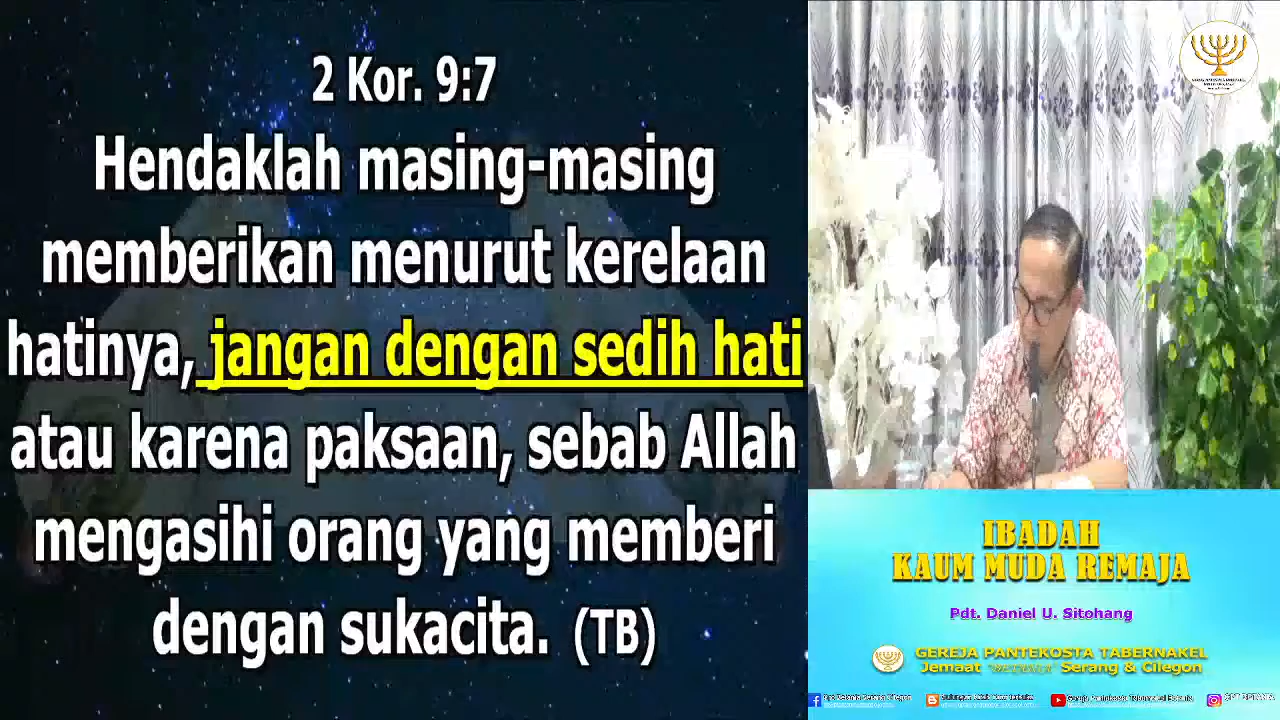 2 Kor. 9:7
Hendaklah masing-masing
memberikan menurut kerelaan
hatinya, jangan dengan sedih hati
atau karena paksaan, sebab Allah
mengasihi orang yang memberi
dengan sukacita. (TB)
IBADAH
KAUM MUDA REMAJA
Pdt. Daniel U. Sitohang
GEREJA PANTEKOSTA TABERNAKEL
Jemaat Serang & Cilegon